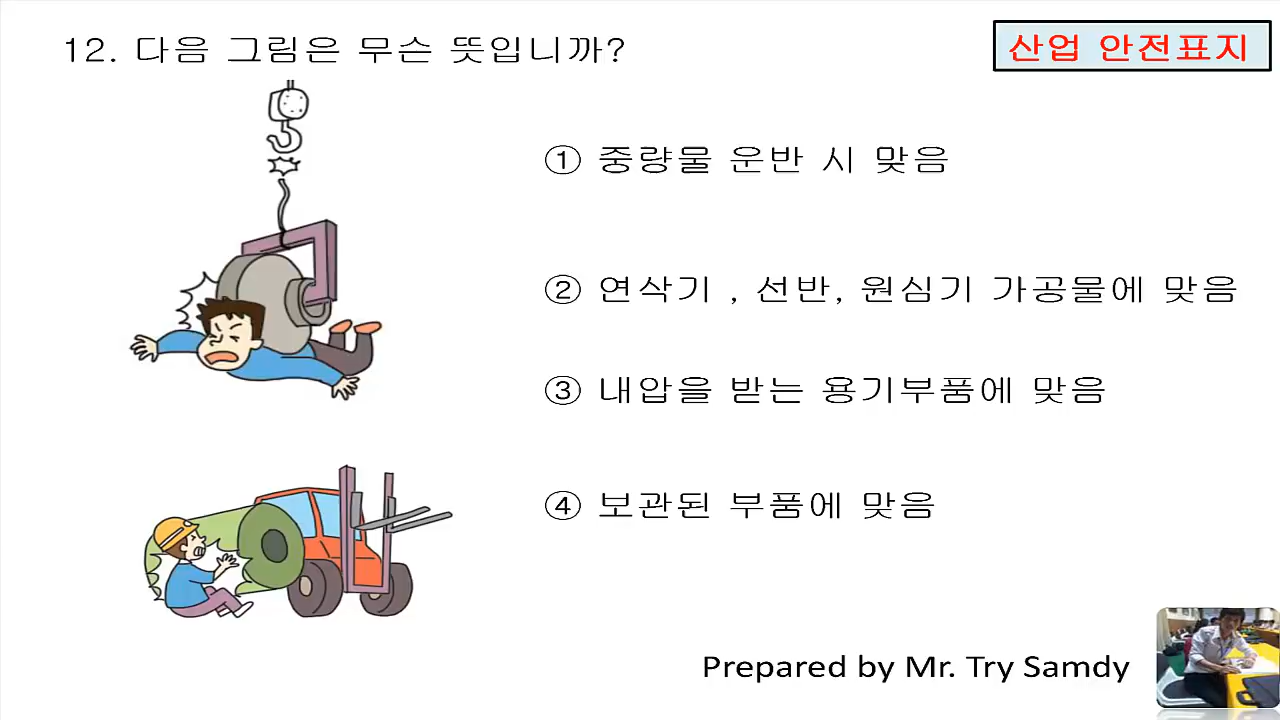 12. 다음 그림은 무슨 뜻입니까?
산업 안전표지
① 중량물 운반 시 맞음
② 연삭기 , 선반, 원심기 가공물에 맞음
③ 내압을 받는 용기부품에 맞음
④ 보관된 부품에 맞음
Prepared by Mr. Try Samdy